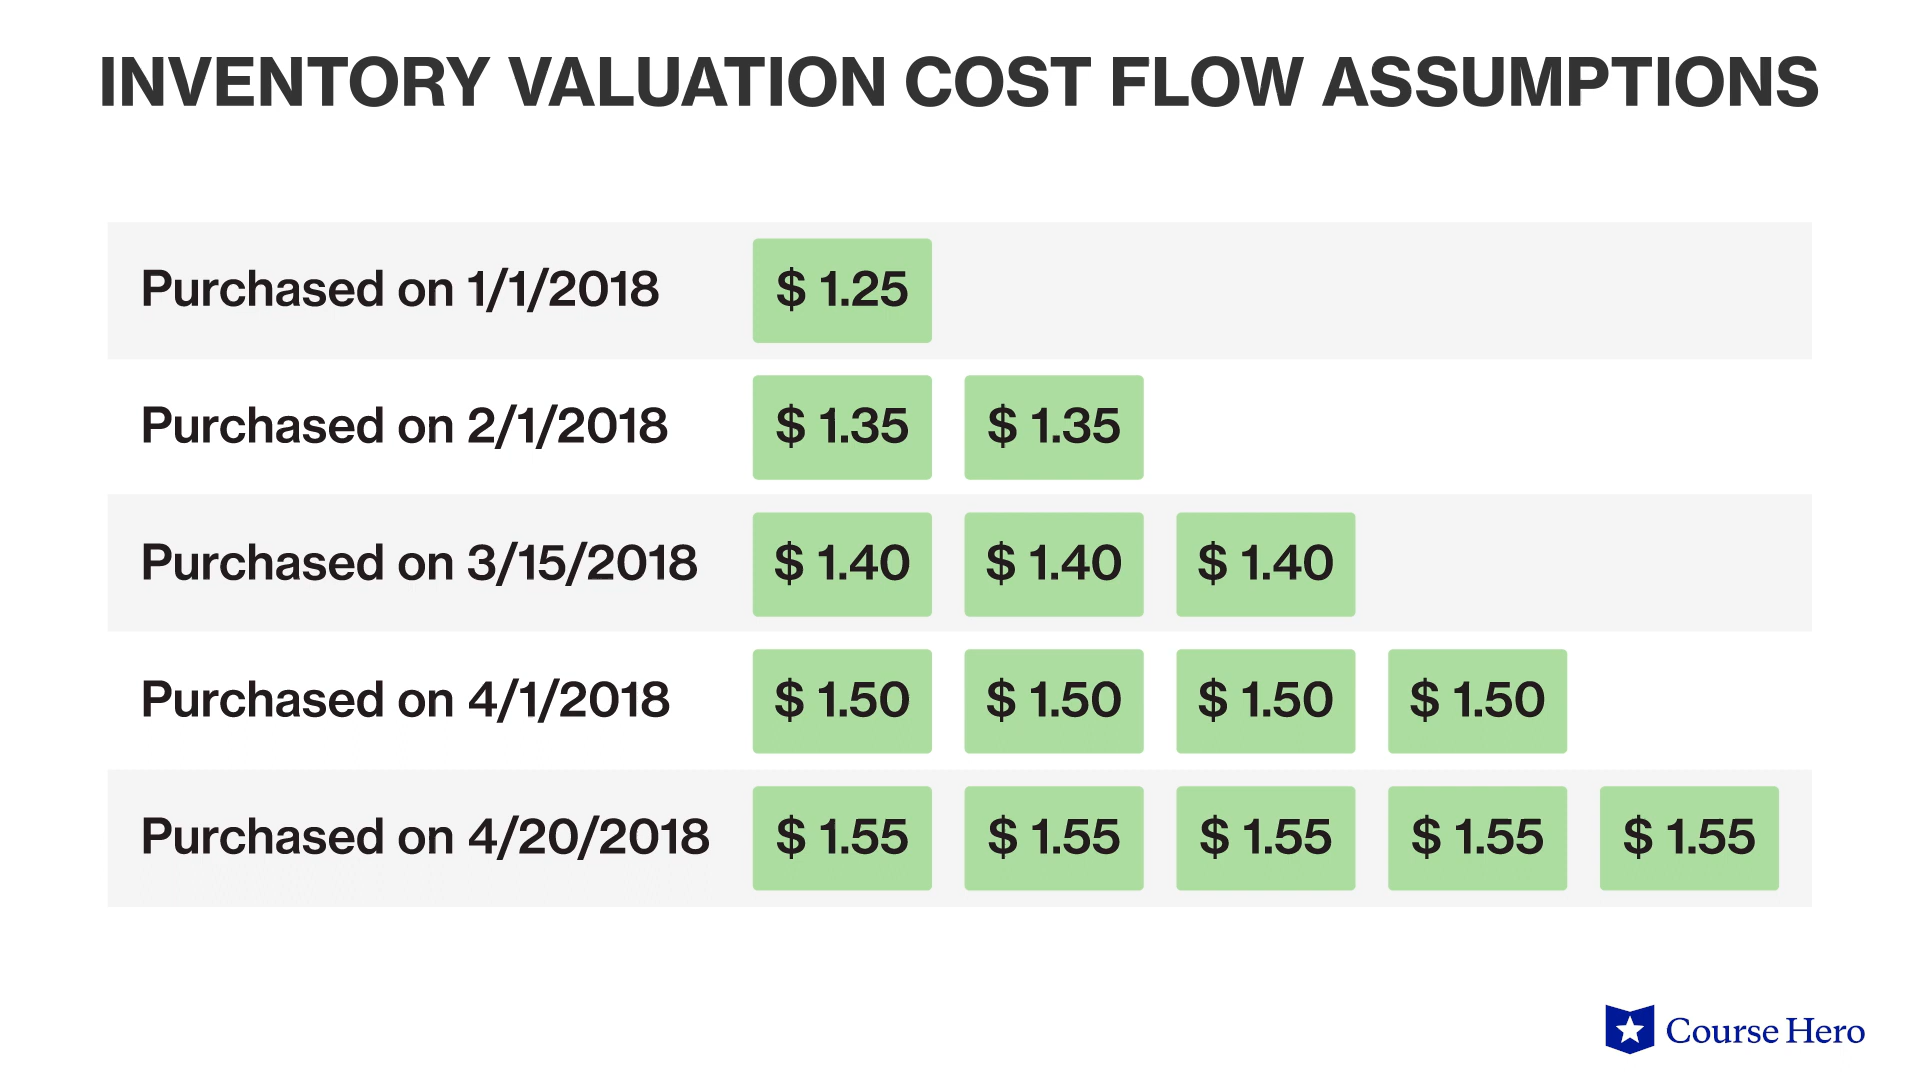 INVENTORY VALUATION COST FLOW ASSUMPTIONS
Purchased on 1/1/2018 $ 1.25
Purchased on 2/1/2018 $ 1.35 $ 1.35
Purchased on 3/15/2018 $ 1.40 $ 1.40 $ 1.40
Purchased on 4/1/2018 $ 1.50 $ 1.50 $ 1.50 $ 1.50
Purchased on 4/20/2018 $ 1.55 $ 1.55 $ 1.55 $ 1.55 $ 1.55
Course Hero